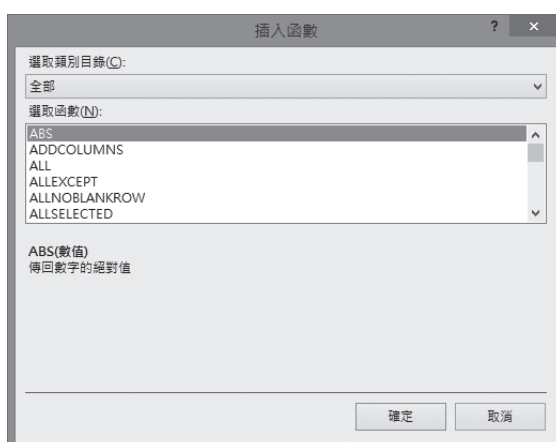 插入函數
? ×
選取類別目錄(C):
全部
選取函數(N):
ABS
ADDCOLUMNS
ALL
ALLEXCEPT
ALLNOBLANKROW
ALLSELECTED
ABS(數值)
傳回數字的絕對值
確定 取消